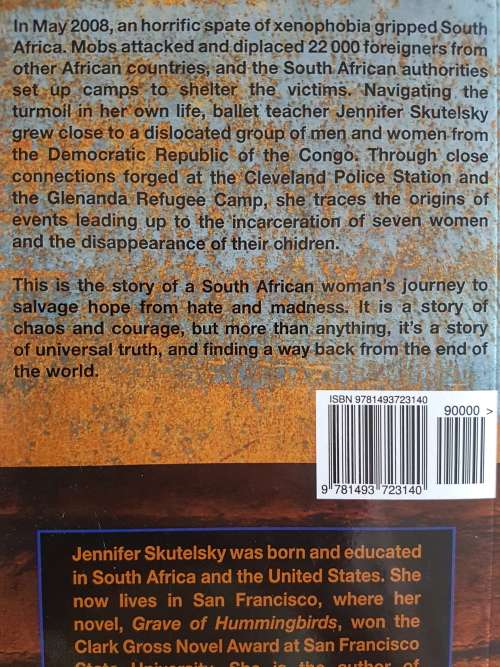 In May 2008, an horrific spate of xenophobia gripped South
Africa. Mobs attacked and diplaced 22 000 foreigners from
other African countries, and the South African authorities
set up camps to shelter the victims. Navigating the
turmoil in her own life, ballet teacher Jennifer Skutelsky
grew close to a dislocated group of men and women from
the Democratic Republic of the Congo. Through close
connections forged at the Cleveland Police Station and
the Glenanda Refugee Camp, she traces the origins of
events leading up to the incarceration of seven women
and the disappearance of their chidren.
This is the story of a South African woman's journey to
salvage hope from hate and madness. It is a story of
chaos and courage, but more than anything, it's a story
of universal truth, and finding a way back from the end of
the world.
ISBN 9781493723140
90000 >
9 781493 723140
Jennifer Skutelsky was born and educated
in South Africa and the United States. She
now lives in San Francisco, where her
novel, Grave of Hummingbirds, won the
Clark Gross Novel Award at San Francisco
State University. She is the author of